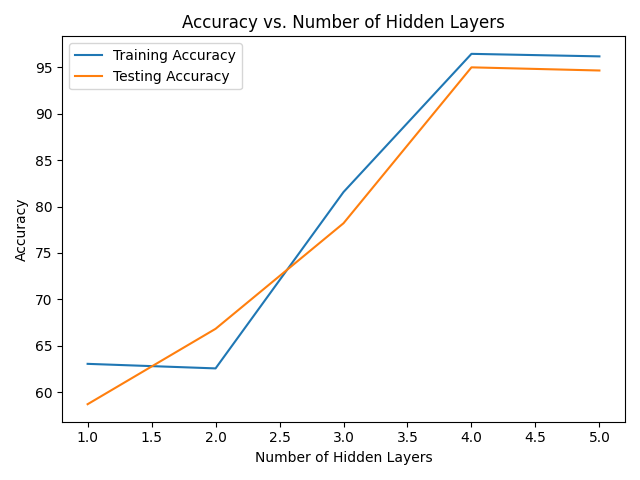 Accuracy vs. Number of Hidden Layers
Training Accuracy
Testing Accuracy
95
90
85
80
75
70
65
60
Accuracy
1.0 1.5 2.0 2.5 3.0 3.5 4.0 4.5 5.0
Number of Hidden Layers